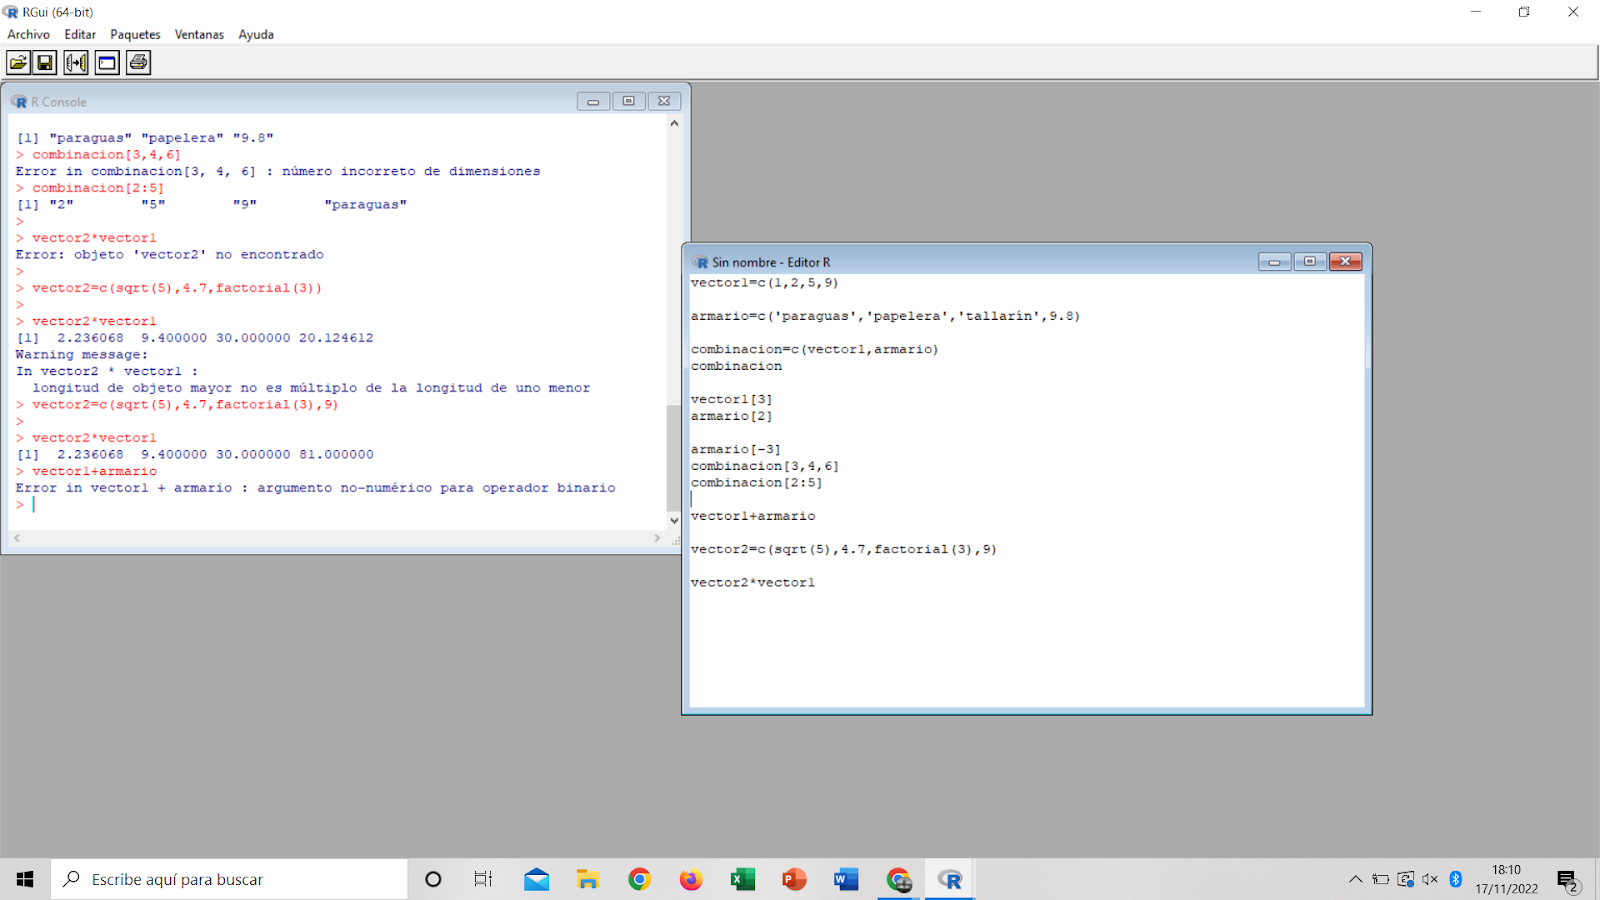 RGui (64-bit)
Archivo Editar Paquetes Ventanas Ayuda
R Console
[1] "paraguas" "papelera" "9.8"
> combinacion[3,4,6]
Error in combinacion[3, 4, 6] : número incorreto de dimensiones
> combinacion[2:5]
[1] "2" "5" "9" "paraguas"
>
> vector2*vector1
Error: objeto 'vector2' no encontrado
>
> vector2=c(sqrt(5),4.7,factorial(3))
>
> vector2*vector1
[1] 2.236068 9.400000 30.000000 20.124612
Warning message:
In vector2 * vector1 :
longitud de objeto mayor no es múltiplo de la longitud de uno menor
> vector2=c(sqrt(5),4.7,factorial(3),9)
>
> vector2*vector1
[1] 2.236068 9.400000 30.000000 81.000000
> vector1+armario
Error in vector1 + armario : argumento no-numérico para operador binario
>
Sin nombre - Editor R
vector1=c(1,2,5,9)
armario=c('paraguas','papelera','tallarín',9.8)
combinacion=c(vector1,armario)
combinacion
vector1[3]
armario[2]
armario[-3]
combinacion[3,4,6]
combinacion[2:5]
vector1+armario
vector2=c(sqrt(5),4.7,factorial(3),9)
vector2*vector1
Escribe aquí para buscar
18:10
17/11/2022
2